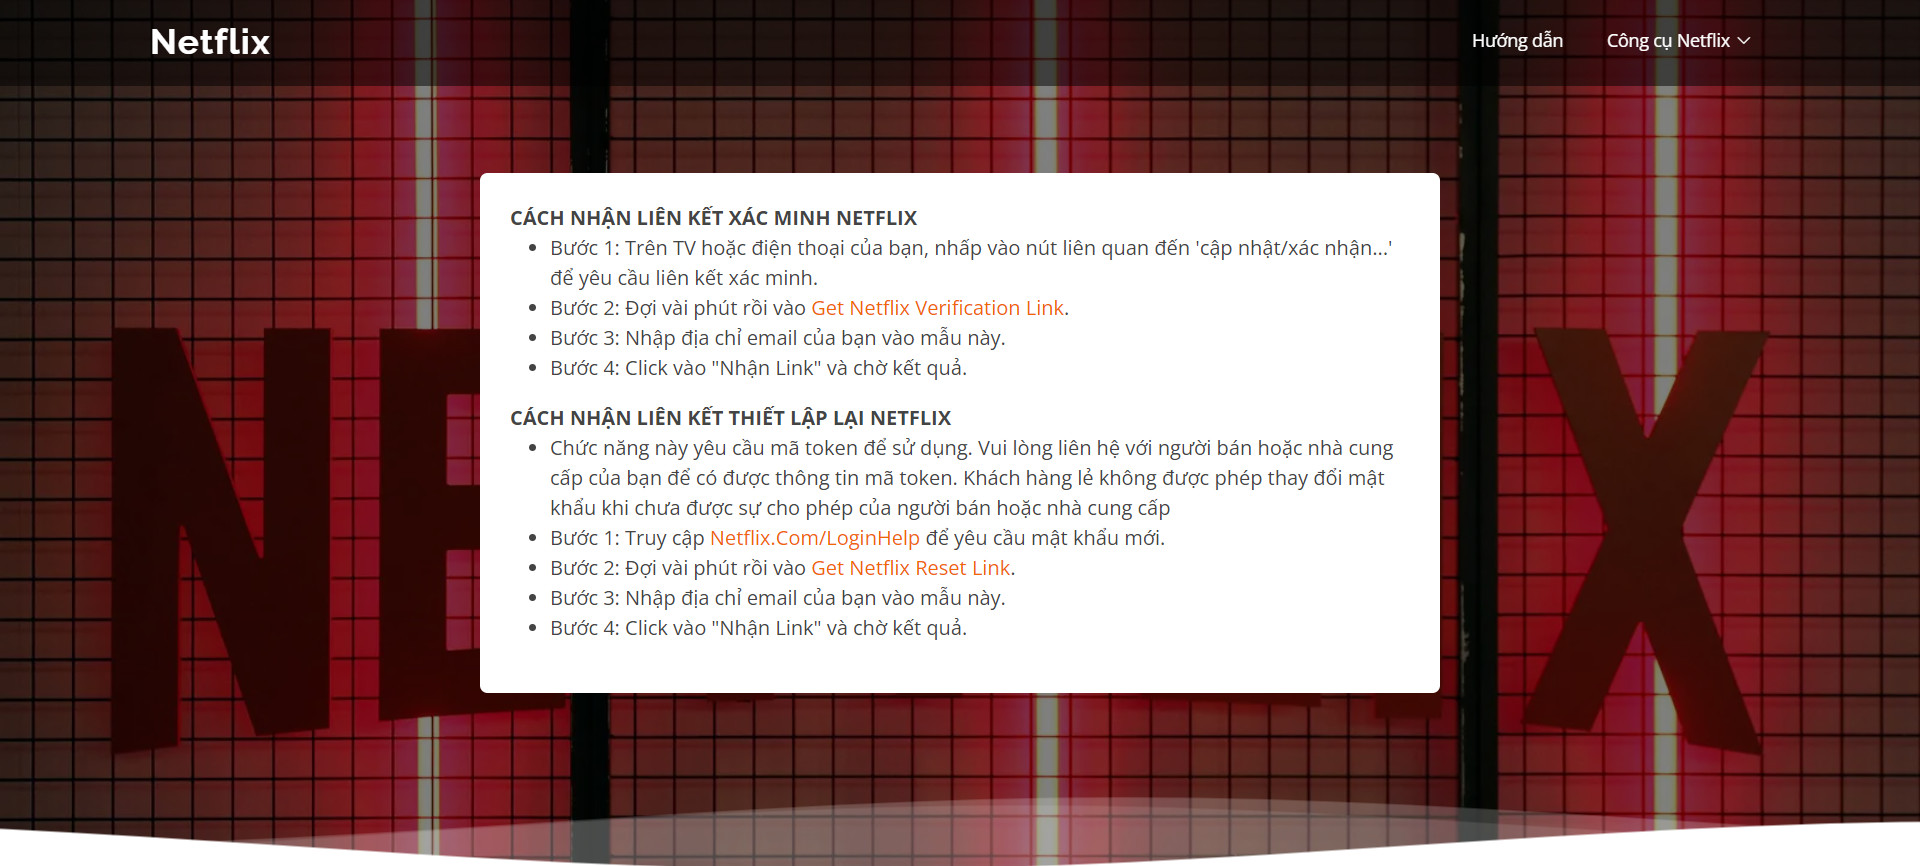 Netflix
Hướng dẫn
Công cụ Netflix
CÁCH NHẬN LIÊN KẾT XÁC MINH NETFLIX
Bước 1: Trên TV hoặc điện thoại của bạn, nhấp vào nút liên quan đến 'cập nhật/xác nhận...'
để yêu cầu liên kết xác minh.
Bước 2: Đợi vài phút rồi vào Get Netflix Verification Link.
Bước 3: Nhập địa chỉ email của bạn vào mẫu này.
Bước 4: Click vào "Nhận Link" và chờ kết quả.
CÁCH NHẬN LIÊN KẾT THIẾT LẬP LẠI NETFLIX
Chức năng này yêu cầu mã token để sử dụng. Vui lòng liên hệ với người bán hoặc nhà cung
cấp của bạn để có được thông tin mã token. Khách hàng lẻ không được phép thay đổi mật
khẩu khi chưa được sự cho phép của người bán hoặc nhà cung cấp
Bước 1: Truy cập Netflix.Com/LoginHelp để yêu cầu mật khẩu mới.
Bước 2: Đợi vài phút rồi vào Get Netflix Reset Link.
Bước 3: Nhập địa chỉ email của bạn vào mẫu này.
Bước 4: Click vào "Nhận Link" và chờ kết quả.